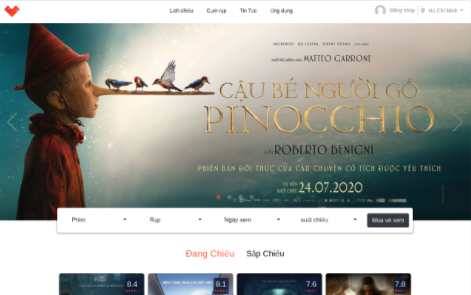 Lịch chiếu Cụm rạp Tin Tức Ứng dụng Đăng nhập Hồ Chí Minh
MATTEO GARRONE
CẬU BÉ NGƯỜI GỖ
PINOCCHIO
ROBERTO BENIGNI
PHIÊN BẢN ĐỜI THỰC CỦA CÂU CHUYỆN CỔ TÍCH ĐƯỢC YÊU THÍCH
24.07.2020
Phim Rạp Ngày xem suất chiếu Mua vé xem
Đang Chiếu Sắp Chiếu
8.4 8.1 7.6 7.8